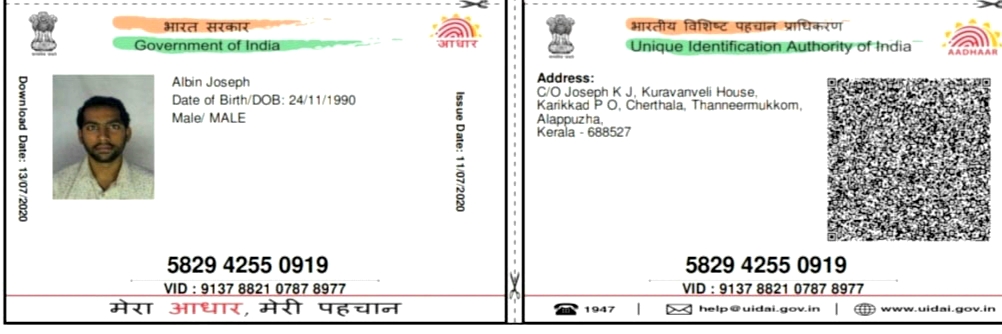 भारत सरकार
Government of India
आधार
Download Date: 13/07/2020
Albin Joseph
Date of Birth/DOB: 24/11/1990
Male/ MALE
Issue Date: 11/07/2020
5829 4255 0919
VID : 9137 8821 0787 8977
मेरा आधार, मेरी पहचान
भारतीय विशिष्ट पहचान प्राधिकरण
Unique Identification Authority of India
AADHAAR
Address:
C/O Joseph K J, Kuravanveli House,
Karikkad P O, Cherthala, Thanneermukkom,
Alappuzha,
Kerala - 688527
5829 4255 0919
VID : 9137 8821 0787 8977
1947 | help@uidai.gov.in | www.uidai.gov.in